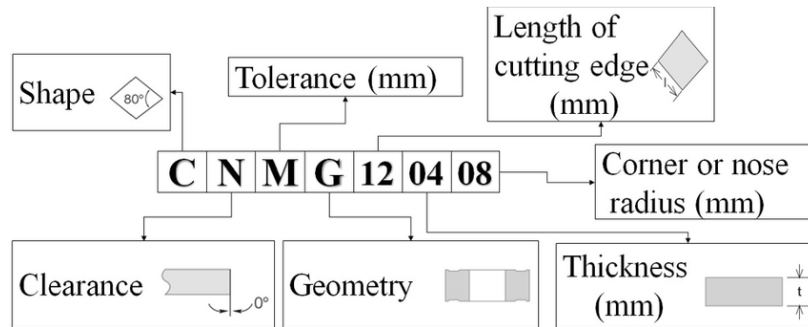 Shape
80°
Tolerance (mm)
Length of
cutting edge
(mm)
l
C N M G 12 04 08
Corner or nose
radius (mm)
Clearance
0°
Geometry
Thickness
(mm)
t